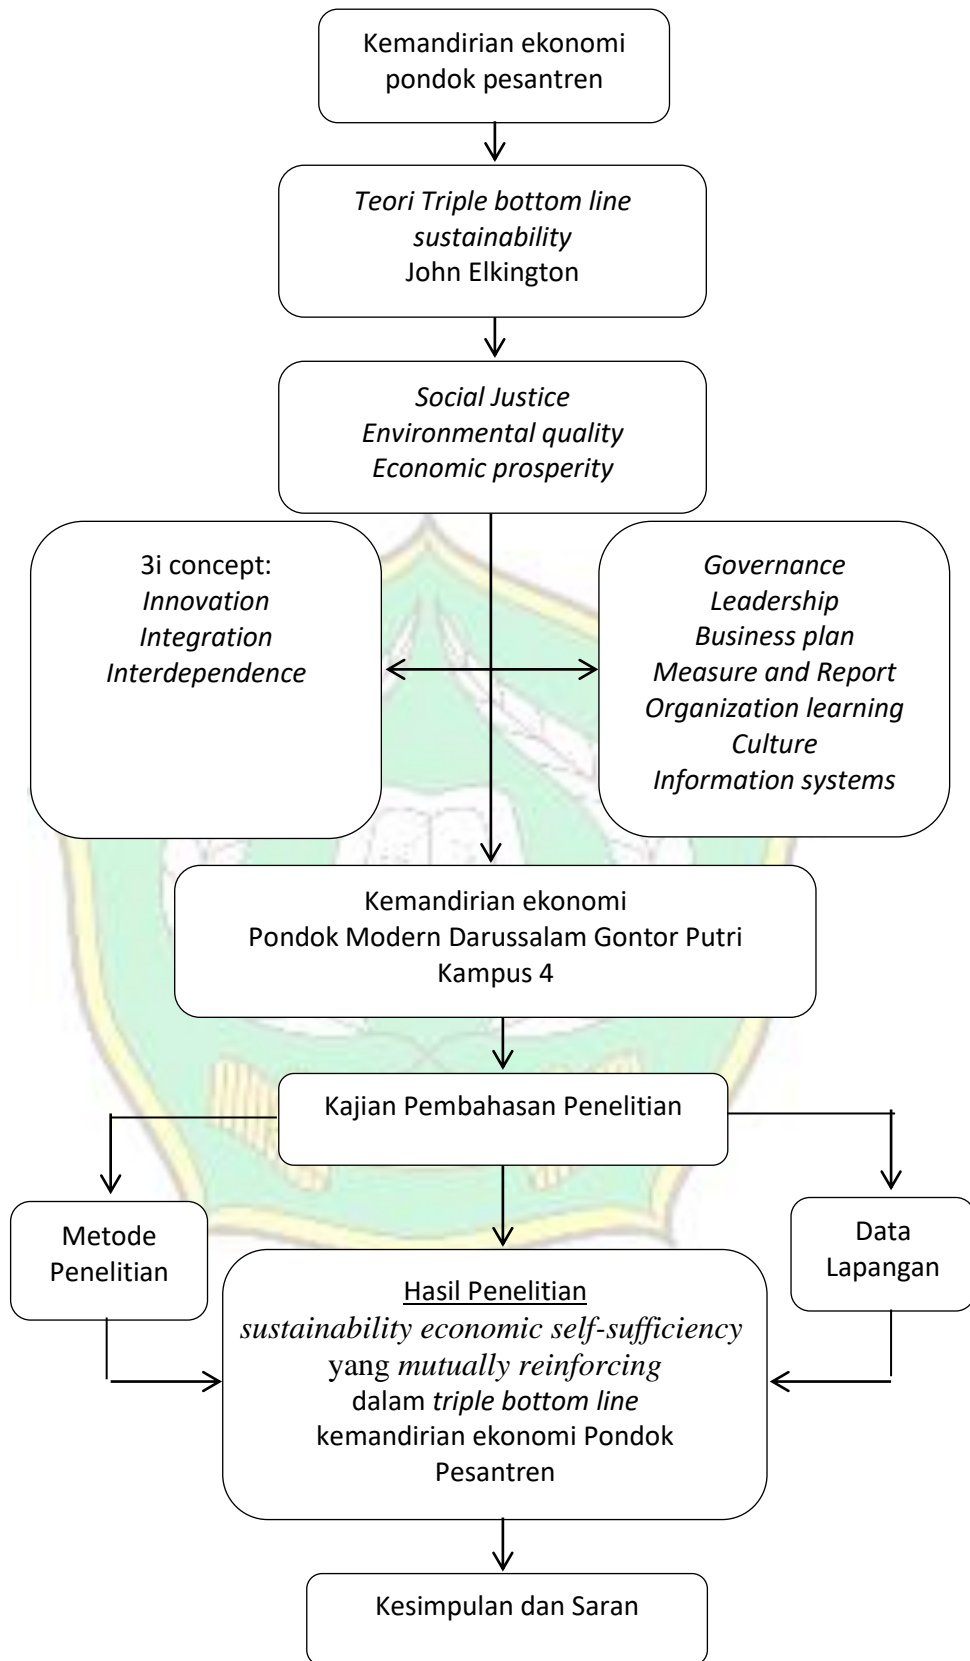 Kemandirian ekonomi
pondok pesantren
Teori Triple bottom line
sustainability
John Elkington
Social Justice
Environmental quality
Economic prosperity
3i concept:
Innovation
Integration
Interdependence
Governance
Leadership
Business plan
Measure and Report
Organization learning
Culture
Information systems
Kemandirian ekonomi
Pondok Modern Darussalam Gontor Putri
Kampus 4
Kajian Pembahasan Penelitian
Metode
Penelitian
Data
Lapangan
Hasil Penelitian
sustainability economic self-sufficiency
yang mutually reinforcing
dalam triple bottom line
kemandirian ekonomi Pondok
Pesantren
Kesimpulan dan Saran